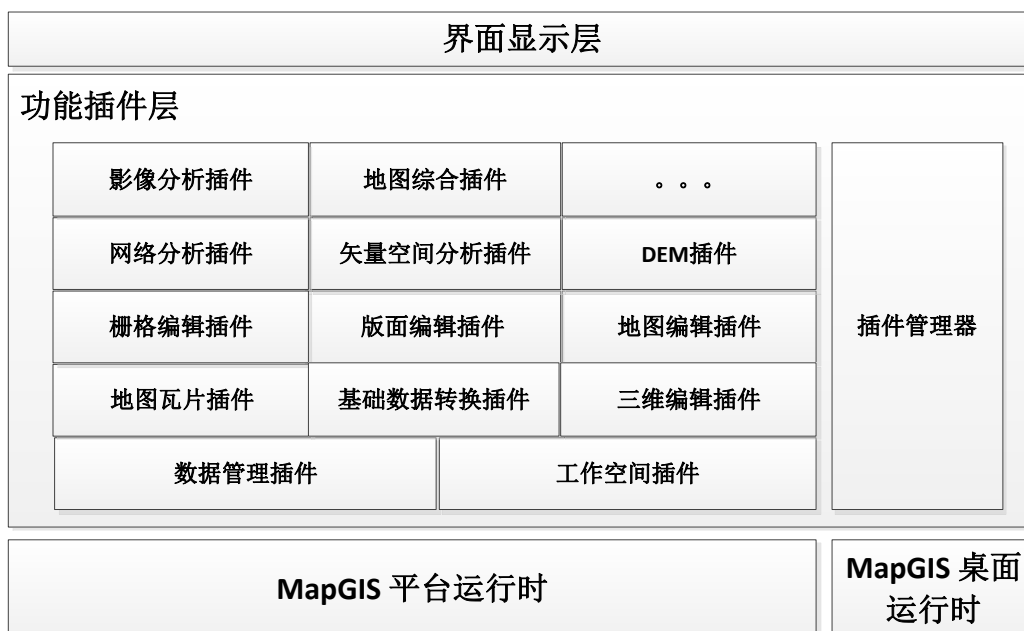 界面显示层
功能插件层
影像分析插件
地图综合插件
。。。
网络分析插件
矢量空间分析插件
DEM插件
栅格编辑插件
版面编辑插件
地图编辑插件
地图瓦片插件
基础数据转换插件
三维编辑插件
数据管理插件
工作空间插件
插件管理器
MapGIS 平台运行时
MapGIS 桌面
运行时